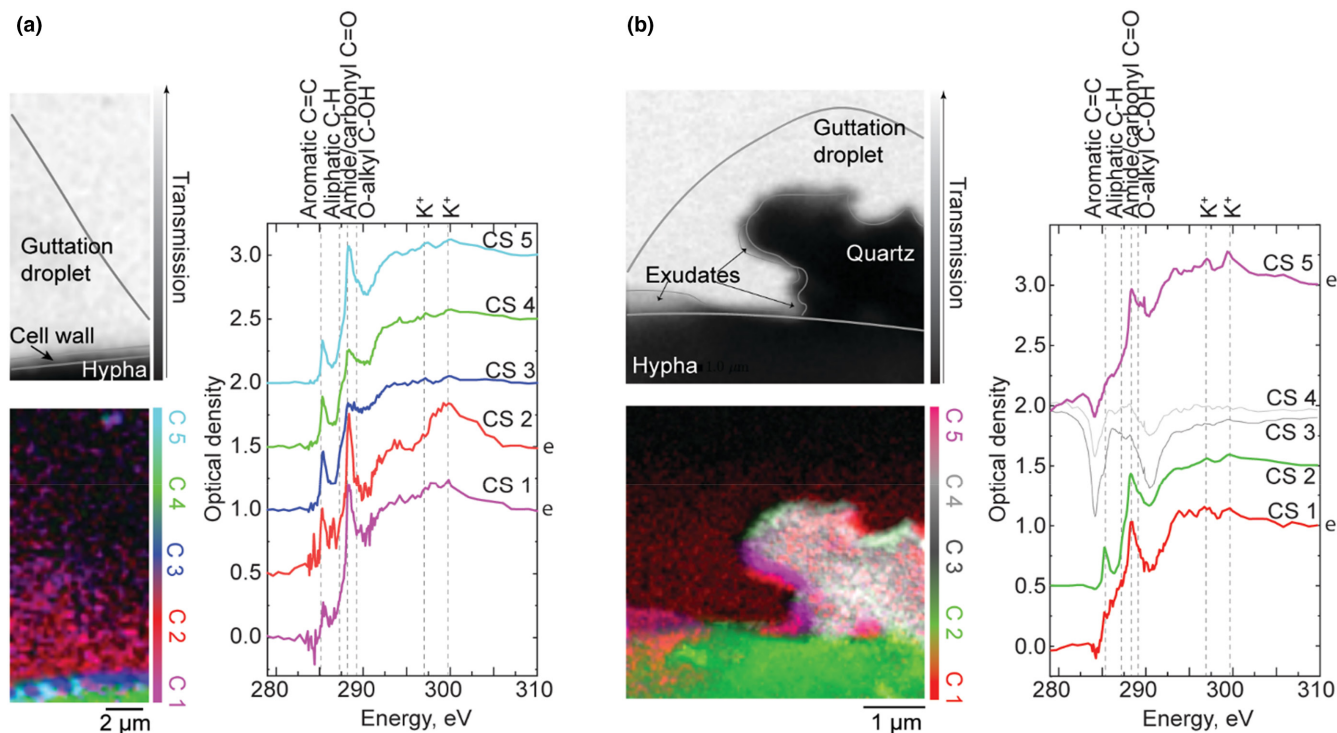 (a)
Aromatic C=C
Aliphatic C-H
Amide/carbonyl C=O
O-alkyl C-OH
K+
K+
Guttation
droplet
Cell wall
Hypha
Transmission
C 5
C 4
C 3
C 2
C 1
2 µm
Optical density
3.0
2.5
2.0
1.5
1.0
0.5
0.0
CS 5
CS 4
CS 3
CS 2
e
CS 1
e
280
290
300
310
Energy, eV
(b)
Aromatic C=C
Aliphatic C-H
Amide/carbonyl C=O
O-alkyl C-OH
K+
K+
Guttation
droplet
Exudates
Quartz
Hypha
1.0 µm
Transmission
C 5
C 4
C 3
C 2
C 1
1 µm
Optical density
3.0
2.5
2.0
1.5
1.0
0.5
0.0
CS 5
e
CS 4
CS 3
CS 2
CS 1
e
280
290
300
310
Energy, eV